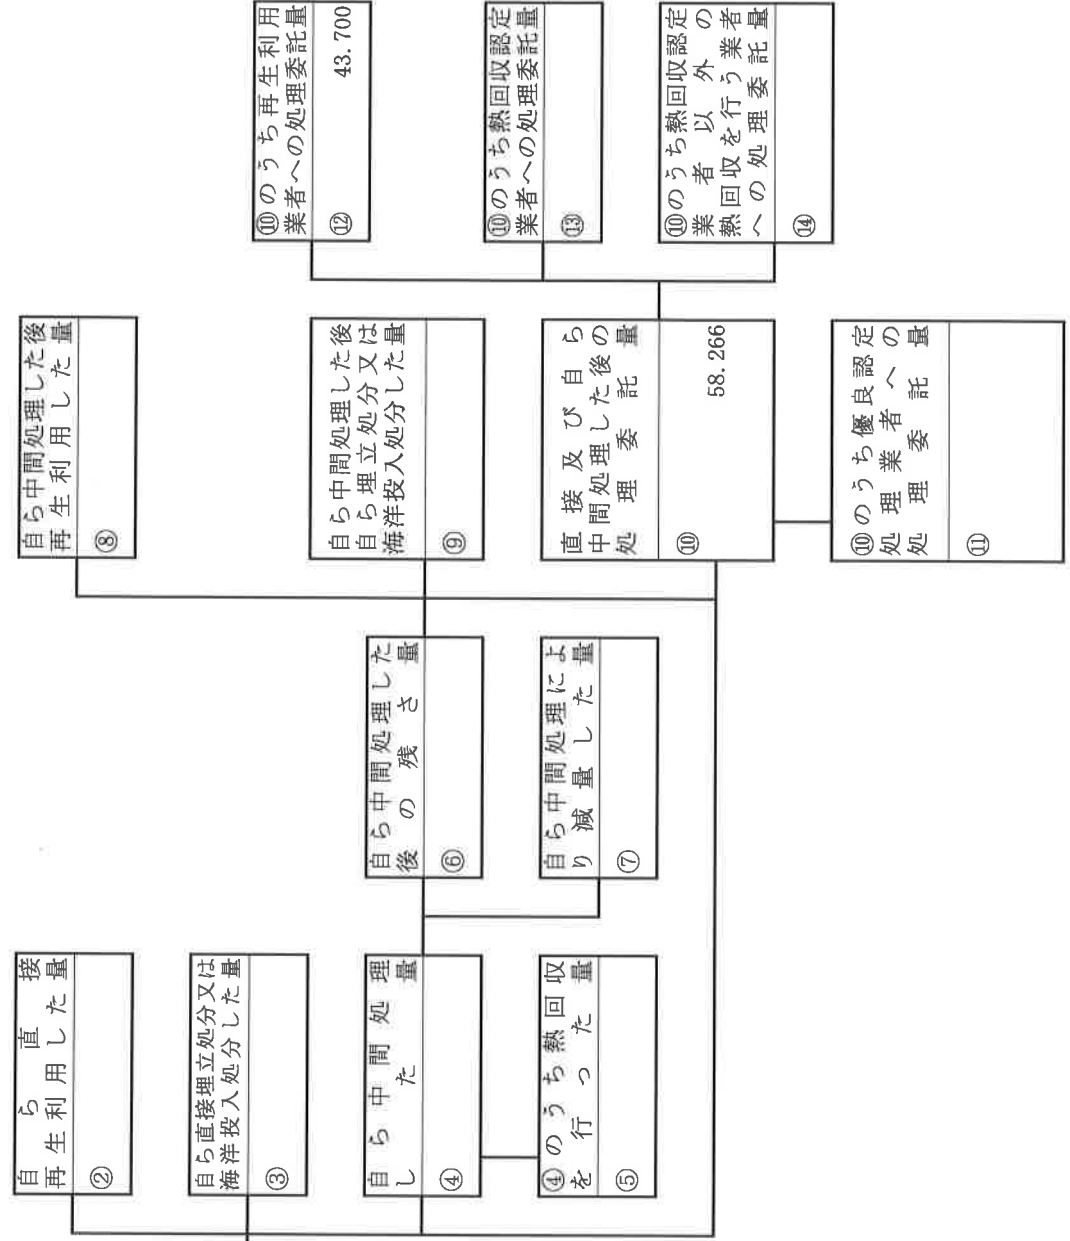 自ら直接
再生利用した量
②
自ら直接埋立処分又は
海洋投入処分した量
③
自ら中間処理
した量
④
④のうち熱回収
を行った量
⑤
自ら中間処理した
後の残さ量
⑥
自ら中間処理によ
り減量した量
⑦
自ら中間処理した後
再生利用した量
⑧
自ら中間処理した後
自ら埋立処分又は
海洋投入処分した量
⑨
直接及び自ら
中間処理した後の
処理委託量
⑩
58.266
⑩のうち優良認定
処理業者への
処理委託量
⑪
⑩のうち再生利用
業者への処理委託量
⑫ 43.700
⑩のうち熱回収認定
業者への処理委託量
⑬
⑩のうち熱回収認定
業者以外の
熱回収を行う業者
への処理委託量
⑭